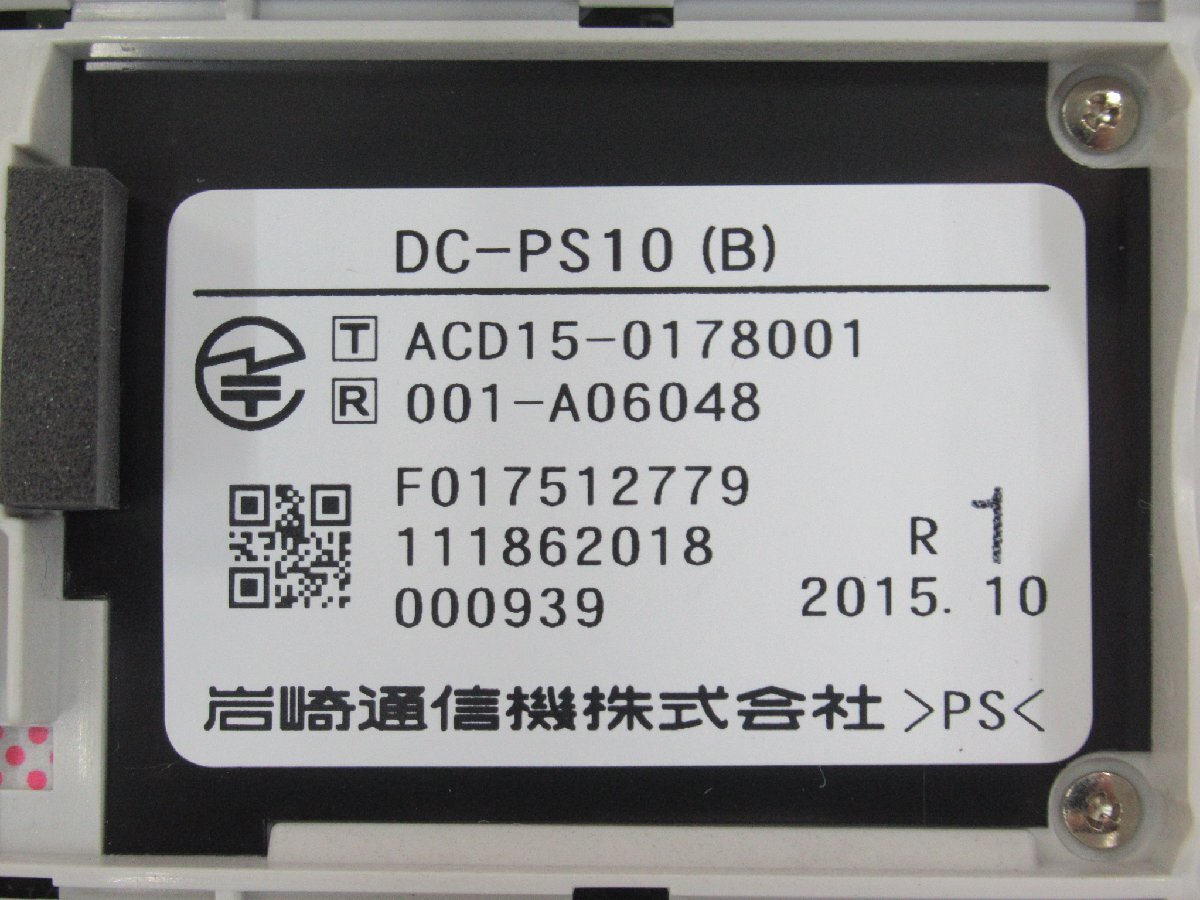 DC-PS10 (B)
T ACD15-0178001
R 001-A06048
F017512779
111862018
R 1
000939
2015. 10
岩崎通信機株式会社 >PS<